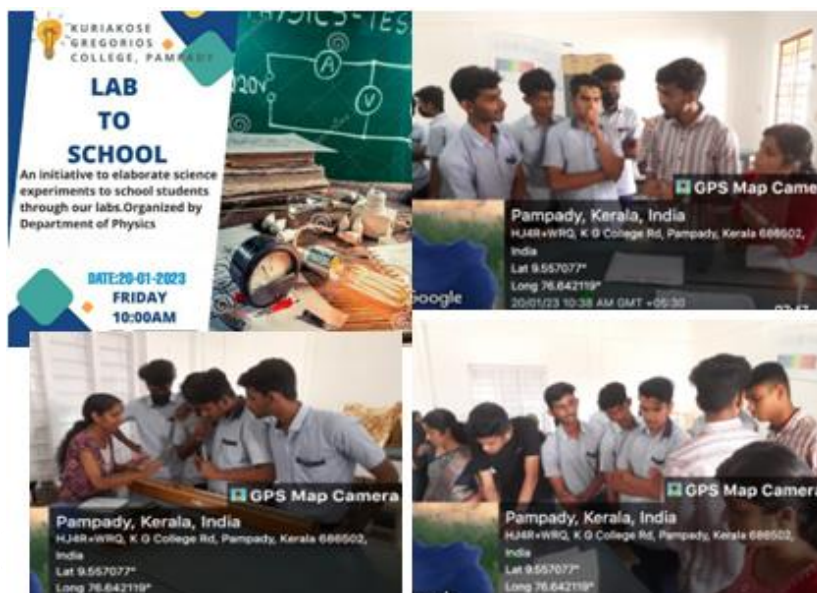 KURIAKOSE
GREGORIOS
COLLEGE, PAMPADY
LAB
TO
SCHOOL
An initiative to elaborate science
experiments to school students
through our labs.Organized by
Department of Physics
DATE:20-01-2023
FRIDAY
10:00AM
PHYSICS-TES
220v
A
V
GPS Map Came
Pampady, Kerala, India
HJ4R+WRQ, K G College Rd, Pampady, Kerala 686502,
India
Lat 9.557077°
Long 76.642119°
20/01/23 10:38 AM GMT +05:30
Google
GPS Map Camera
Pampady, Kerala, India
HJ4R+WRQ, K G College Rd, Pampady, Kerala 686502,
India
Lat 9.557077°
Long 76.642119°
GPS Map Camera
Pampady, Kerala, India
HJ4R+WRQ, K G College Rd, Pampady, Kerala 686502,
India
Lat 9.557077°
Long 76.642119°